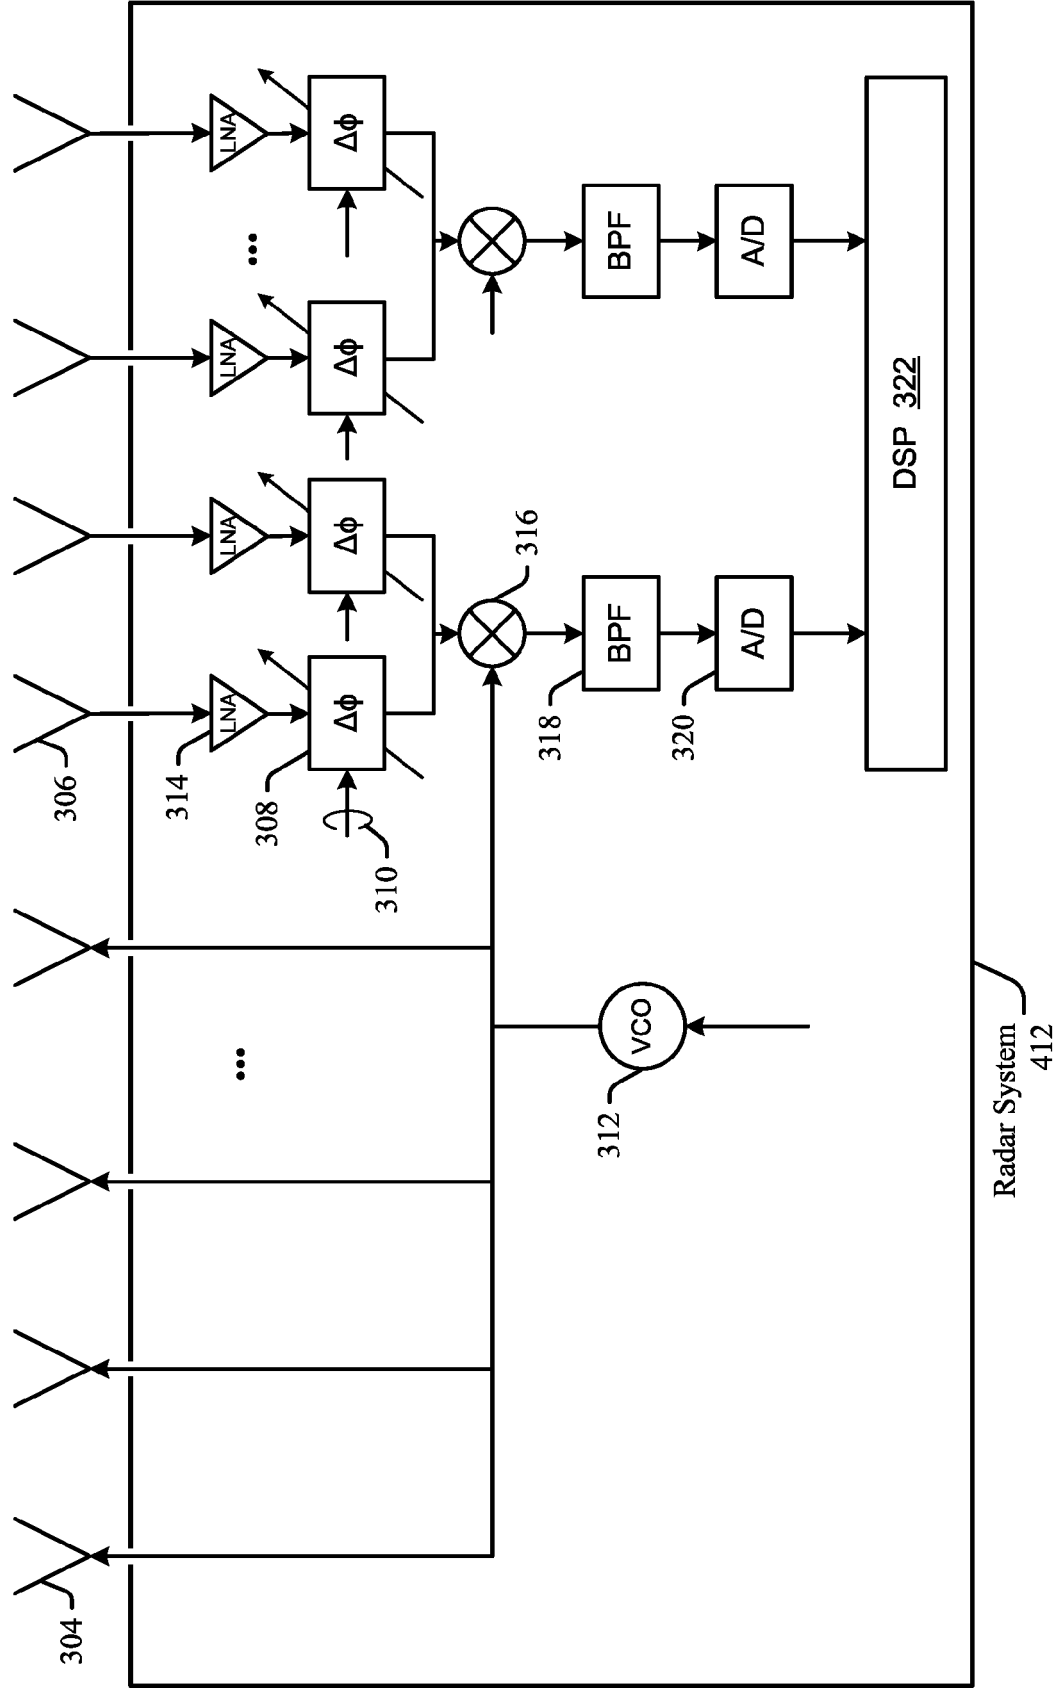 304
306
314
LNA
LNA
LNA
LNA
...
...
308
Δϕ
Δϕ
Δϕ
Δϕ
310
316
312
VCO
318
BPF
BPF
320
A/D
A/D
DSP 322
Radar System
412